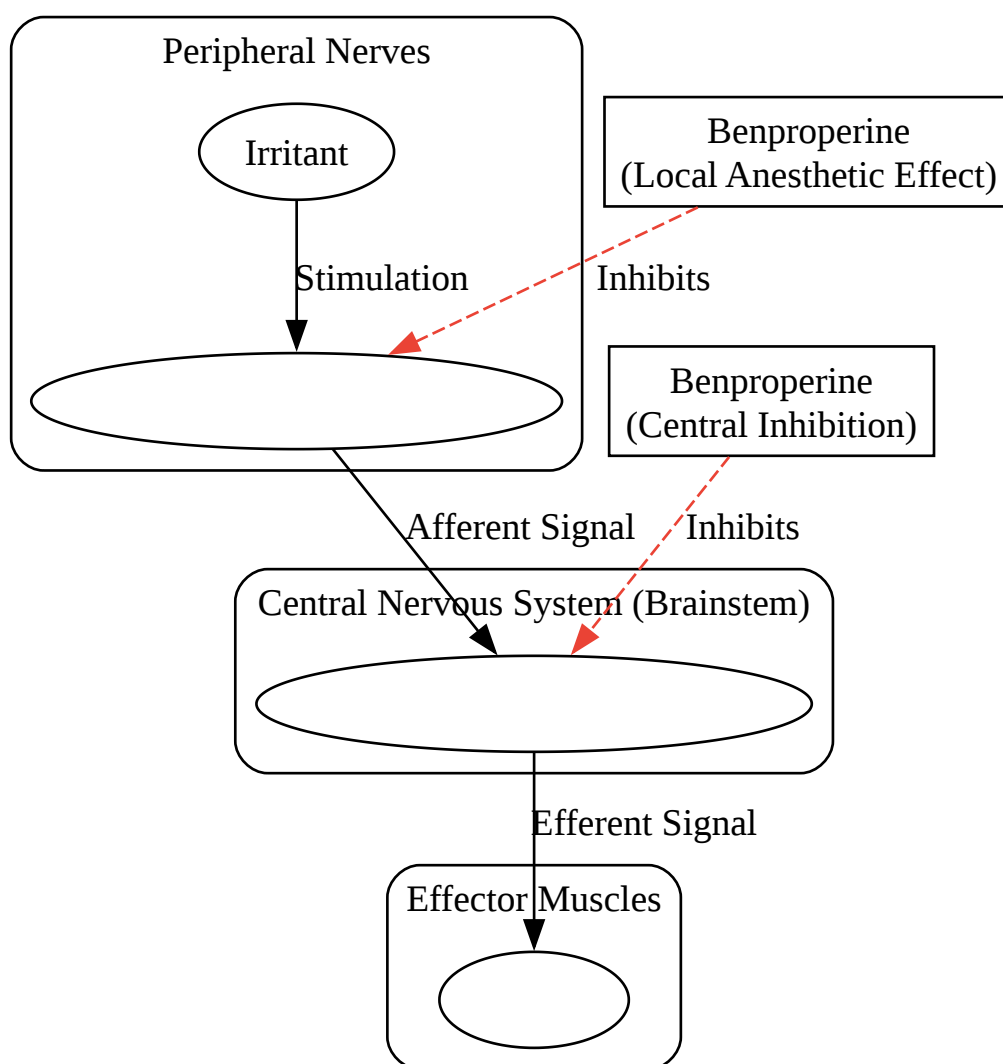 Peripheral Nerves
Irritant
Benproperine
(Local Anesthetic Effect)
Stimulation
Inhibits
Benproperine
(Central Inhibition)
Afferent Signal
Inhibits
Central Nervous System (Brainstem)
Efferent Signal
Effector Muscles